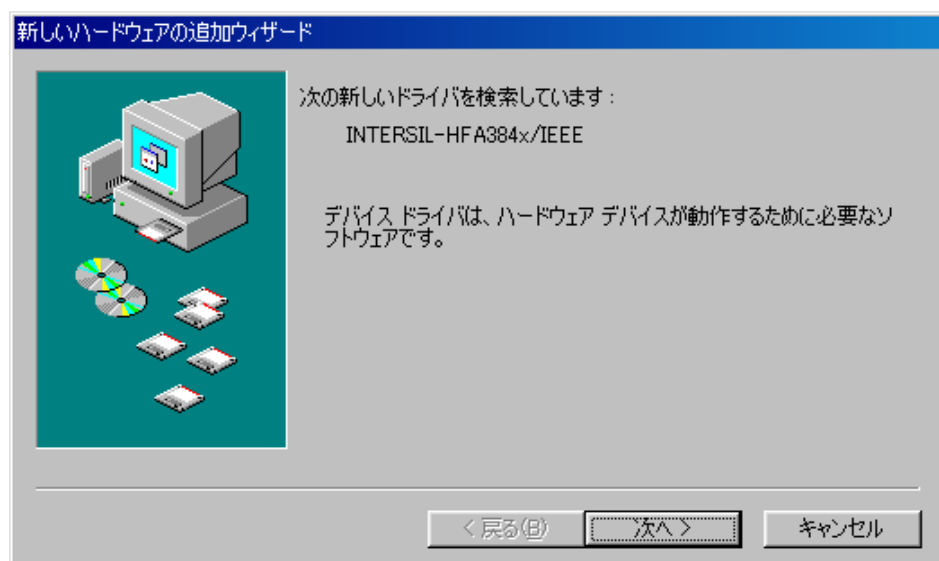 新しいハードウェアの追加ウィザード
次の新しいドライバを検索しています：
INTERSIL-HFA384x/IEEE
デバイス ドライバは、ハードウェア デバイスが動作するために必要なソ
フトウェアです。
< 戻る(B)
次へ >
キャンセル